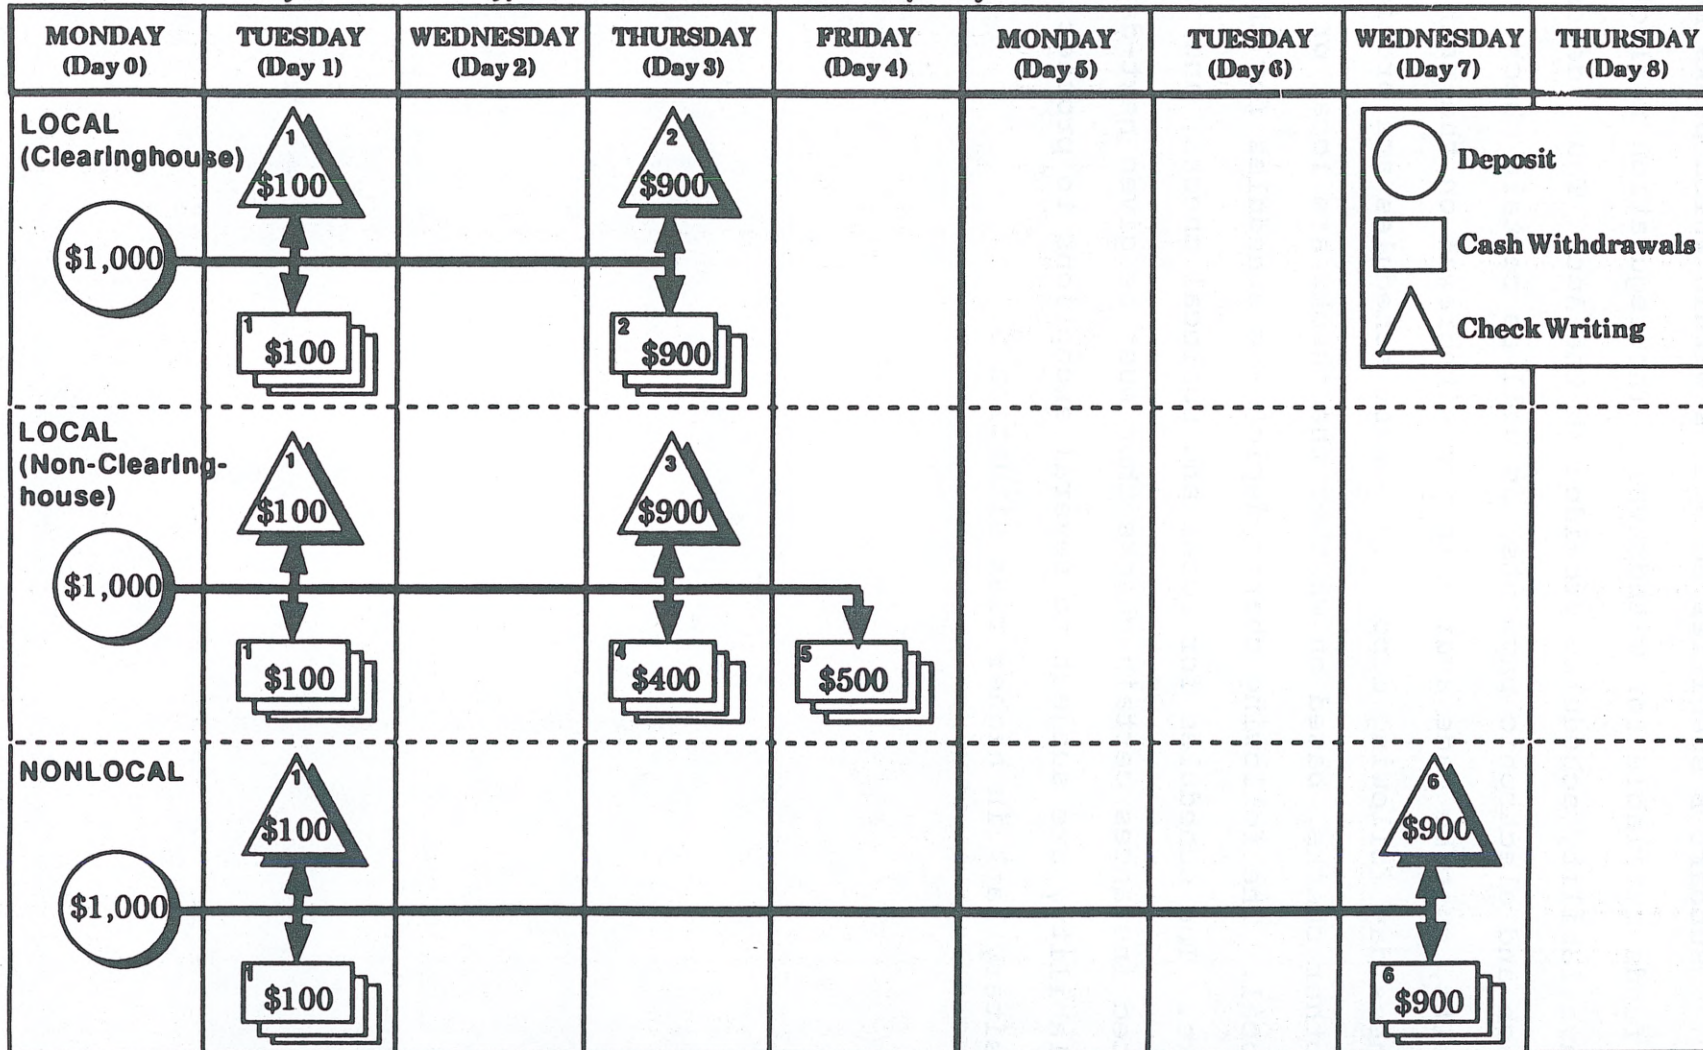 MONDAY
(Day 0)
TUESDAY
(Day 1)
WEDNESDAY
(Day 2)
THURSDAY
(Day 3)
FRIDAY
(Day 4)
MONDAY
(Day 5)
TUESDAY
(Day 6)
WEDNESDAY
(Day 7)
THURSDAY
(Day 8)
LOCAL
(Clearinghouse)
$1,000
1
$100
1
$100
2
$900
2
$900
Deposit
Cash Withdrawals
Check Writing
LOCAL
(Non-Clearing-
house)
$1,000
1
$100
1
$100
3
$900
4
$400
5
$500
NONLOCAL
$1,000
1
$100
1
$100
6
$900
6
$900